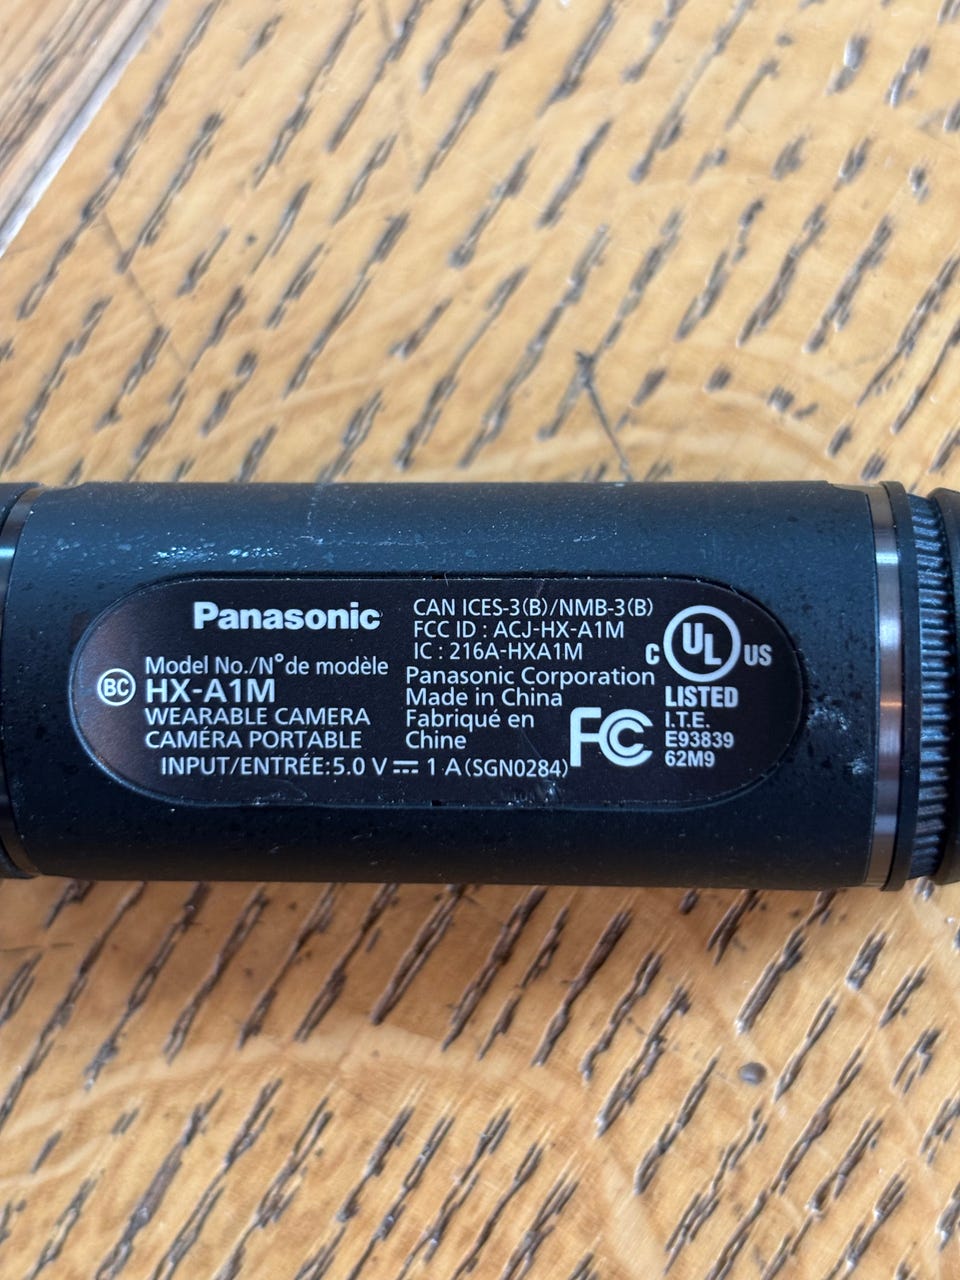 Panasonic
BC
Model No./N° de modèle
HX-A1M
WEARABLE CAMERA
CAMÉRA PORTABLE
INPUT/ENTRÉE:5.0 V ⎓ 1 A(SGN0284)
CAN ICES-3(B)/NMB-3(B)
FCC ID : ACJ-HX-A1M
IC : 216A-HXA1M
Panasonic Corporation
Made in China
Fabriqué en
Chine
FC
C UL US
LISTED
I.T.E.
E93839
62M9